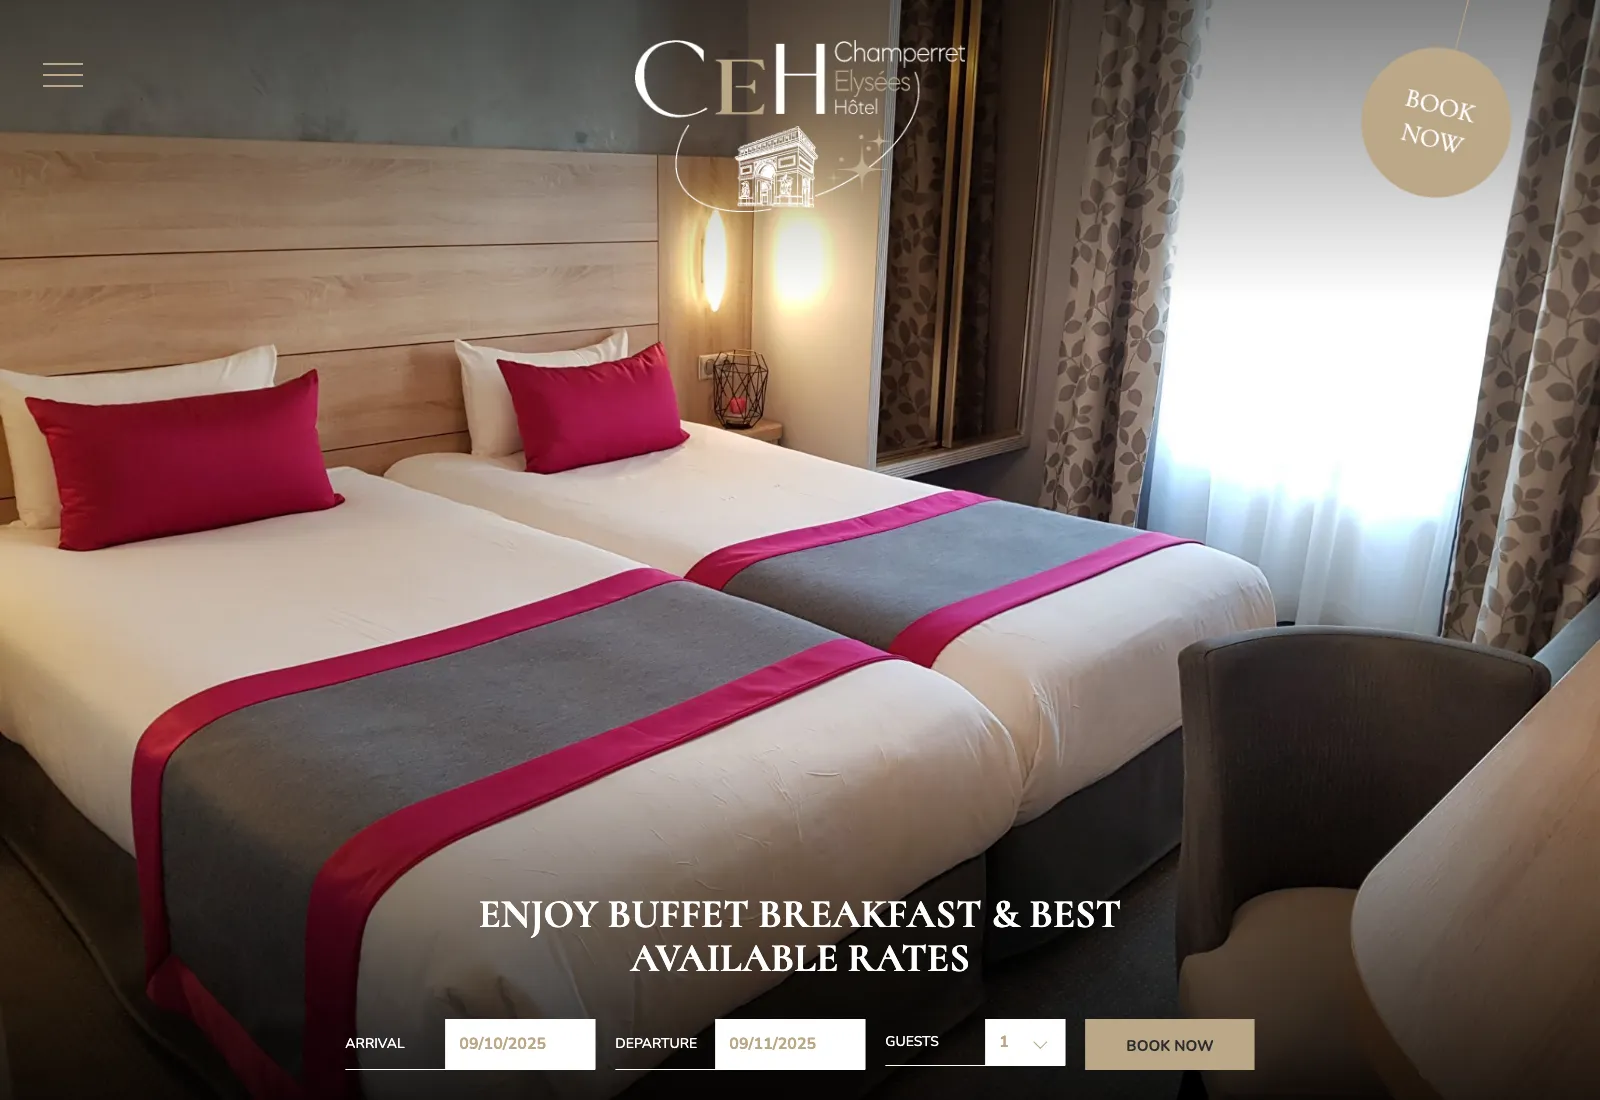 CEH
Champerret
Elysées
Hôtel
BOOK
NOW
ENJOY BUFFET BREAKFAST & BEST
AVAILABLE RATES
ARRIVAL 09/10/2025 DEPARTURE 09/11/2025 GUESTS 1 BOOK NOW